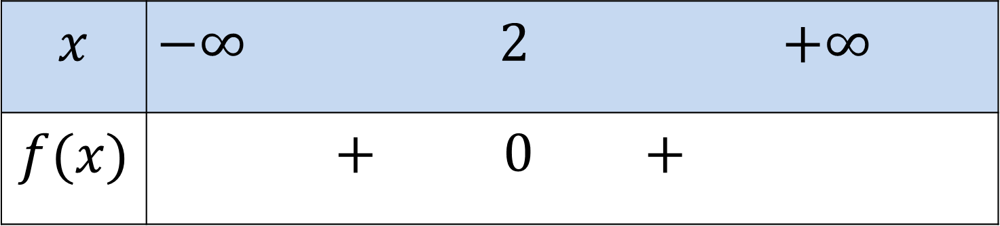 x −∞ 2 +∞
f(x) + 0 +